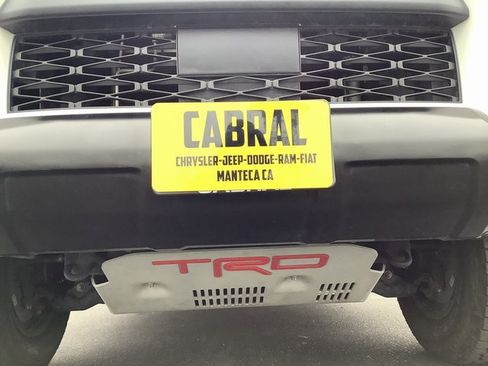 CABRAL
CHRYSLER-JEEP-DODGE-RAM-FIAT
MANTECA CA
TRD